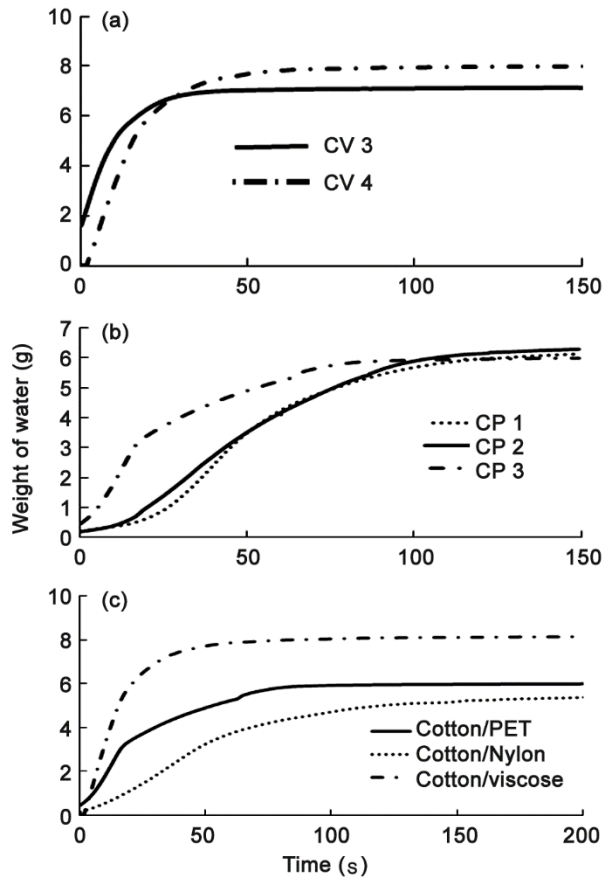 (a)
10
8
6
4
2
0
CV 3
CV 4
0 50 100 150
(b)
7
6
5
4
3
2
1
0
CP 1
CP 2
CP 3
0 50 100 150
Weight of water (g)
(c)
10
8
6
4
2
0
Cotton/PET
Cotton/Nylon
Cotton/viscose
0 50 100 150 200
Time (s)